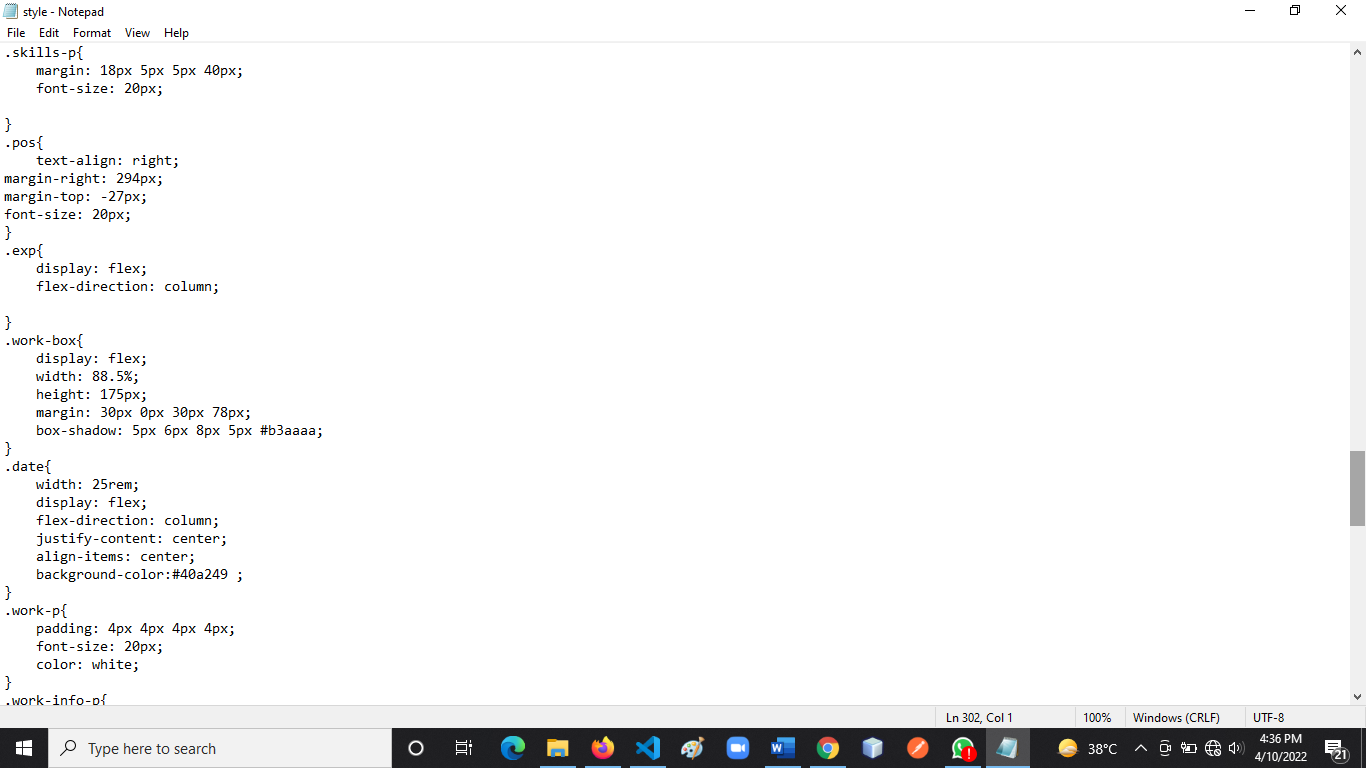 style - Notepad
File Edit Format View Help
.skills-p{
    margin: 18px 5px 5px 40px;
    font-size: 20px;

}
.pos{
    text-align: right;
margin-right: 294px;
margin-top: -27px;
font-size: 20px;
}
.exp{
    display: flex;
    flex-direction: column;

}
.work-box{
    display: flex;
    width: 88.5%;
    height: 175px;
    margin: 30px 0px 30px 78px;
    box-shadow: 5px 6px 8px 5px #b3aaaa;
}
.date{
    width: 25rem;
    display: flex;
    flex-direction: column;
    justify-content: center;
    align-items: center;
    background-color:#40a249 ;
}
.work-p{
    padding: 4px 4px 4px 4px;
    font-size: 20px;
    color: white;
}
.work-info-p{
Ln 302, Col 1 100% Windows (CRLF) UTF-8
Type here to search 38°C 4:36 PM
4/10/2022 21